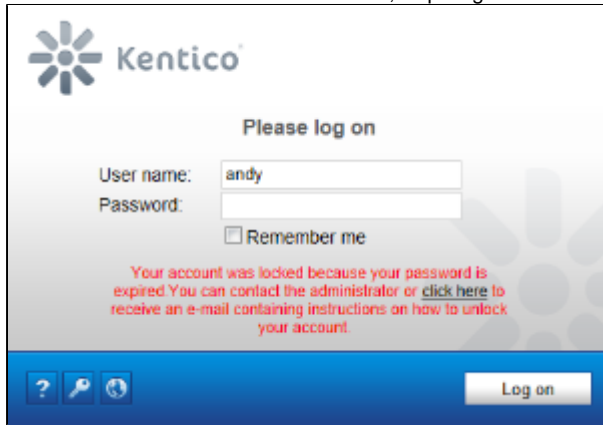 Kentico
Please log on
User name: andy
Password:
Remember me
Your account was locked because your password is
expired.You can contact the administrator or click here to
receive an e-mail containing instructions on how to unlock
your account.
? Log on